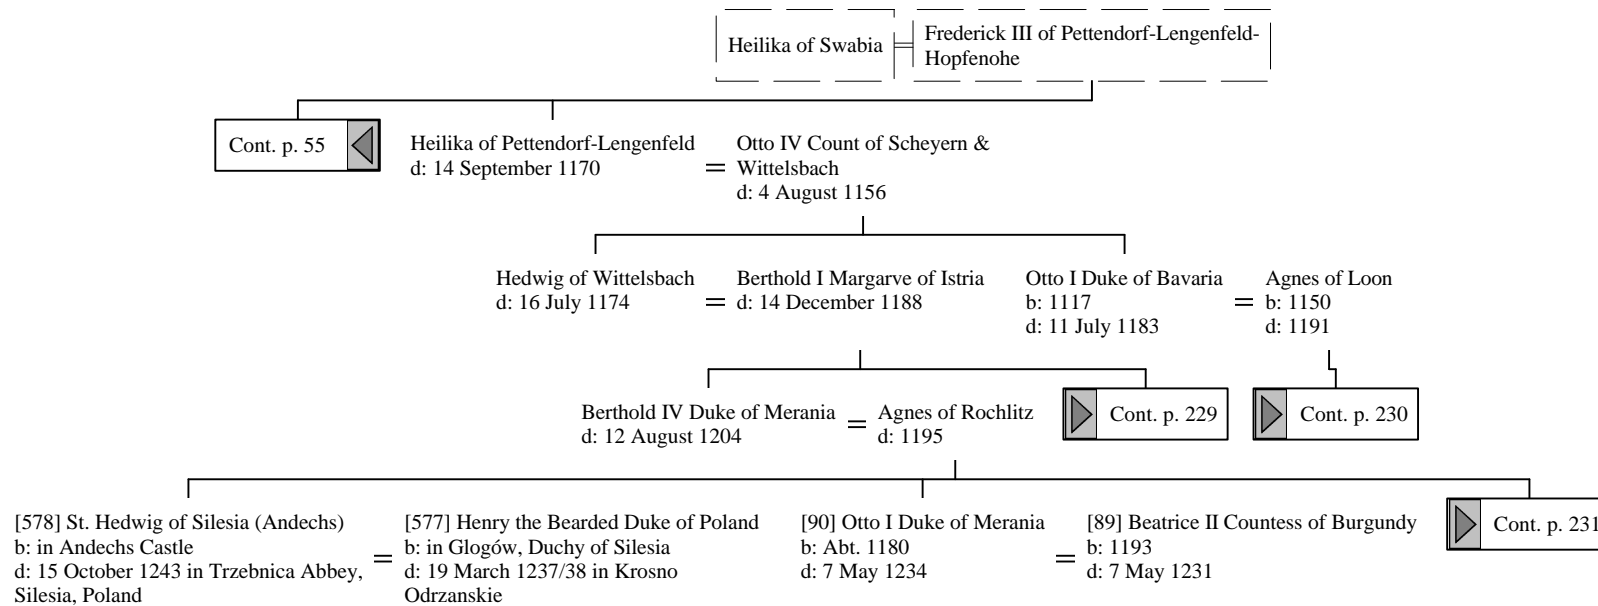 Heilika of Swabia
Frederick III of Pettendorf-Lengenfeld-
Hopfenohe
Cont. p. 55
Heilika of Pettendorf-Lengenfeld
d: 14 September 1170
=
Otto IV Count of Scheyern &
Wittelsbach
d: 4 August 1156
Hedwig of Wittelsbach
d: 16 July 1174
=
Berthold I Margarve of Istria
d: 14 December 1188
Otto I Duke of Bavaria
b: 1117
d: 11 July 1183
=
Agnes of Loon
b: 1150
d: 1191
Berthold IV Duke of Merania
d: 12 August 1204
=
Agnes of Rochlitz
d: 1195
Cont. p. 229
Cont. p. 230
[578] St. Hedwig of Silesia (Andechs)
b: in Andechs Castle
d: 15 October 1243 in Trzebnica Abbey,
Silesia, Poland
=
[577] Henry the Bearded Duke of Poland
b: in Glogów, Duchy of Silesia
d: 19 March 1237/38 in Krosno
Odrzanskie
[90] Otto I Duke of Merania
b: Abt. 1180
d: 7 May 1234
=
[89] Beatrice II Countess of Burgundy
b: 1193
d: 7 May 1231
Cont. p. 231